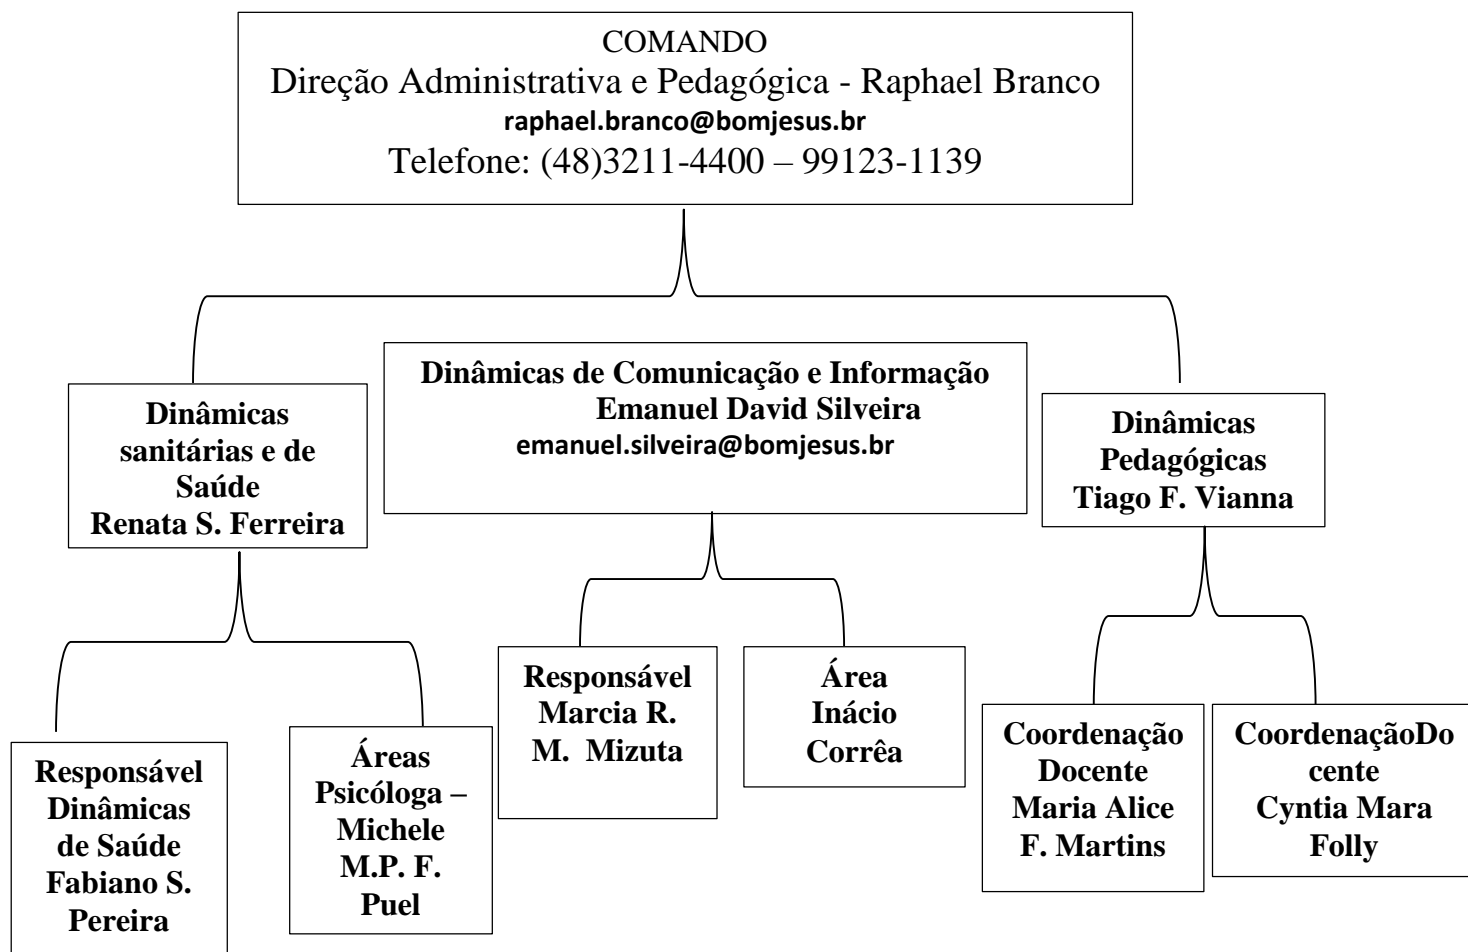 COMANDO
Direção Administrativa e Pedagógica - Raphael Branco
raphael.branco@bomjesus.br
Telefone: (48)3211-4400 – 99123-1139
Dinâmicas
sanitárias e de
Saúde
Renata S. Ferreira
Dinâmicas de Comunicação e Informação
Emanuel David Silveira
emanuel.silveira@bomjesus.br
Dinâmicas
Pedagógicas
Tiago F. Vianna
Responsável
Dinâmicas
de Saúde
Fabiano S.
Pereira
Áreas
Psicóloga –
Michele
M.P. F.
Puel
Responsável
Marcia R.
M. Mizuta
Área
Inácio
Corrêa
Coordenação
Docente
Maria Alice
F. Martins
CoordenaçãoDo
cente
Cyntia Mara
Folly